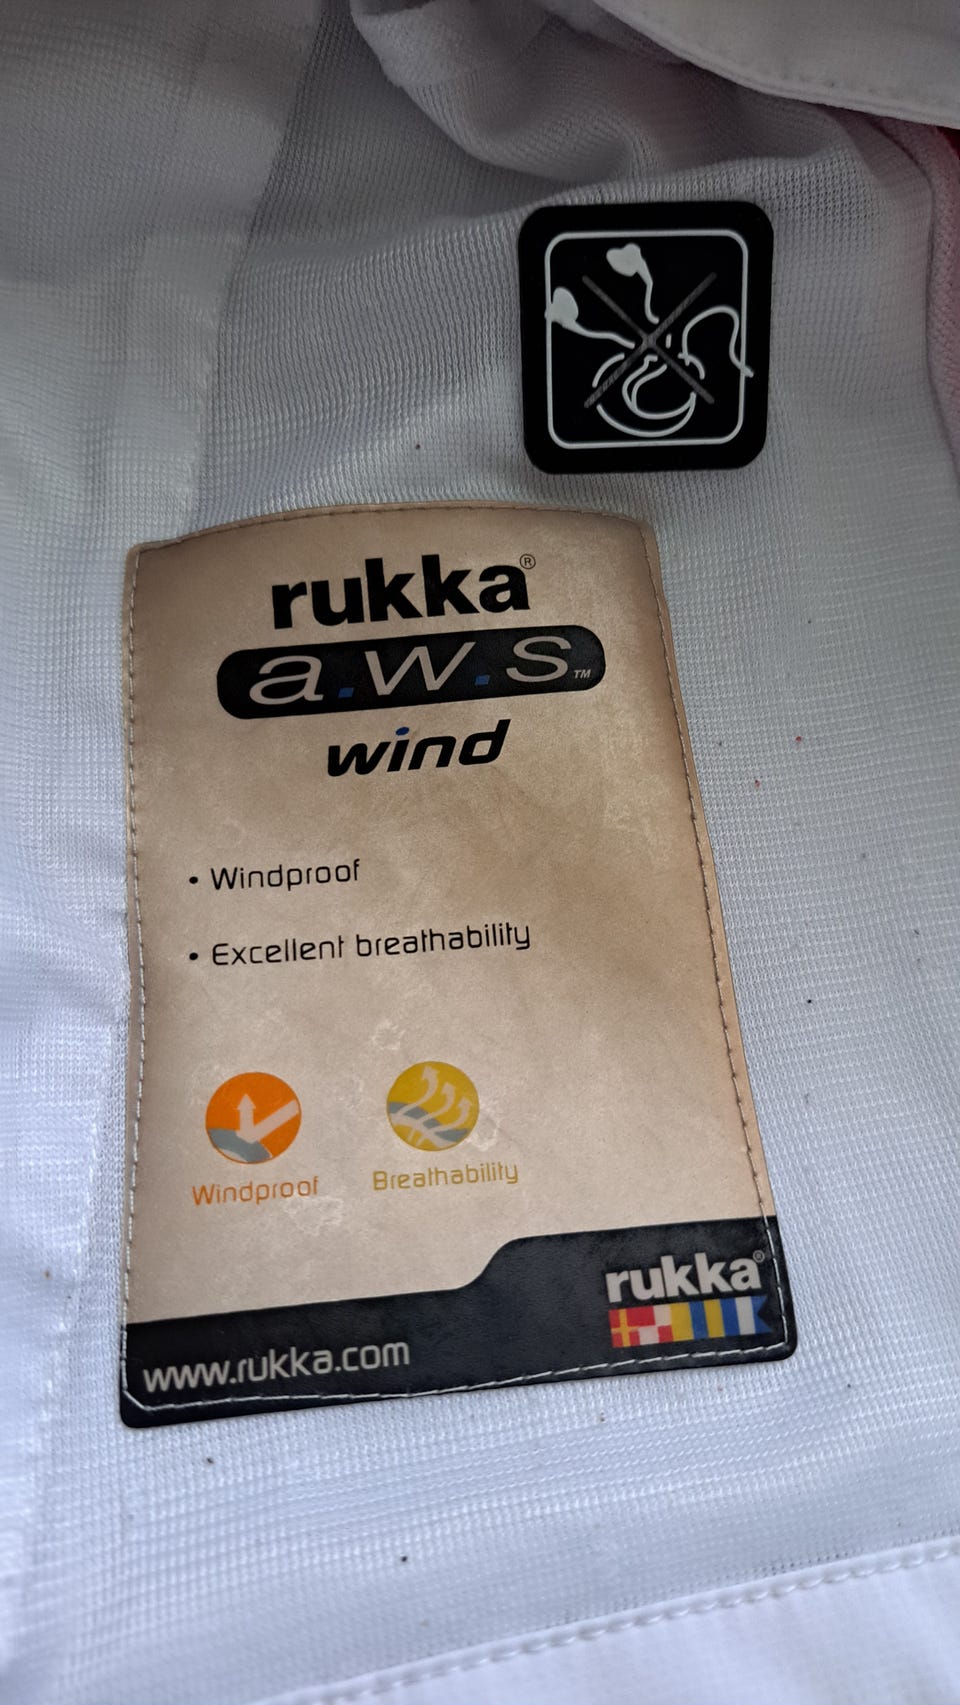 rukka®
a.w.s™
wind
• Windproof
• Excellent breathability
Windproof
Breathability
rukka®
www.rukka.com